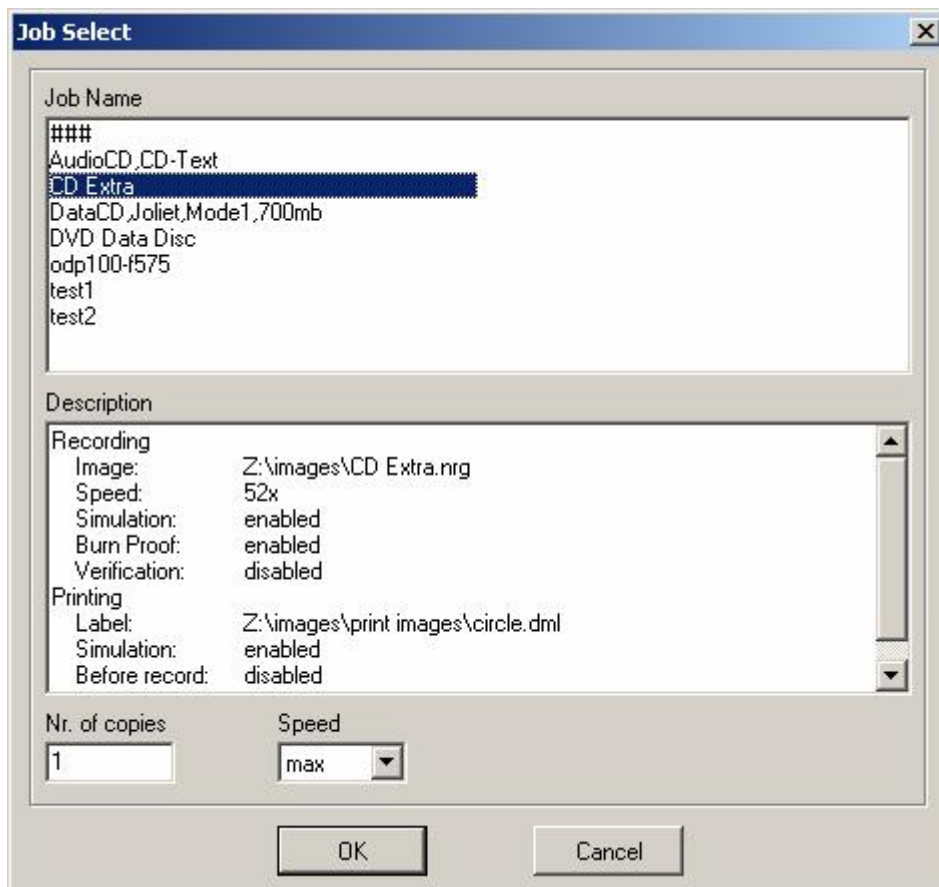 Job Select
Job Name
###
AudioCD,CD-Text
CD Extra
DataCD,Joliet,Mode1,700mb
DVD Data Disc
odp100-f575
test1
test2
Description
Recording
Image: Z:\images\CD Extra.nrg
Speed: 52x
Simulation: enabled
Burn Proof: enabled
Verification: disabled
Printing
Label: Z:\images\print images\circle.dml
Simulation: enabled
Before record: disabled
Nr. of copies Speed
1 max
OK Cancel